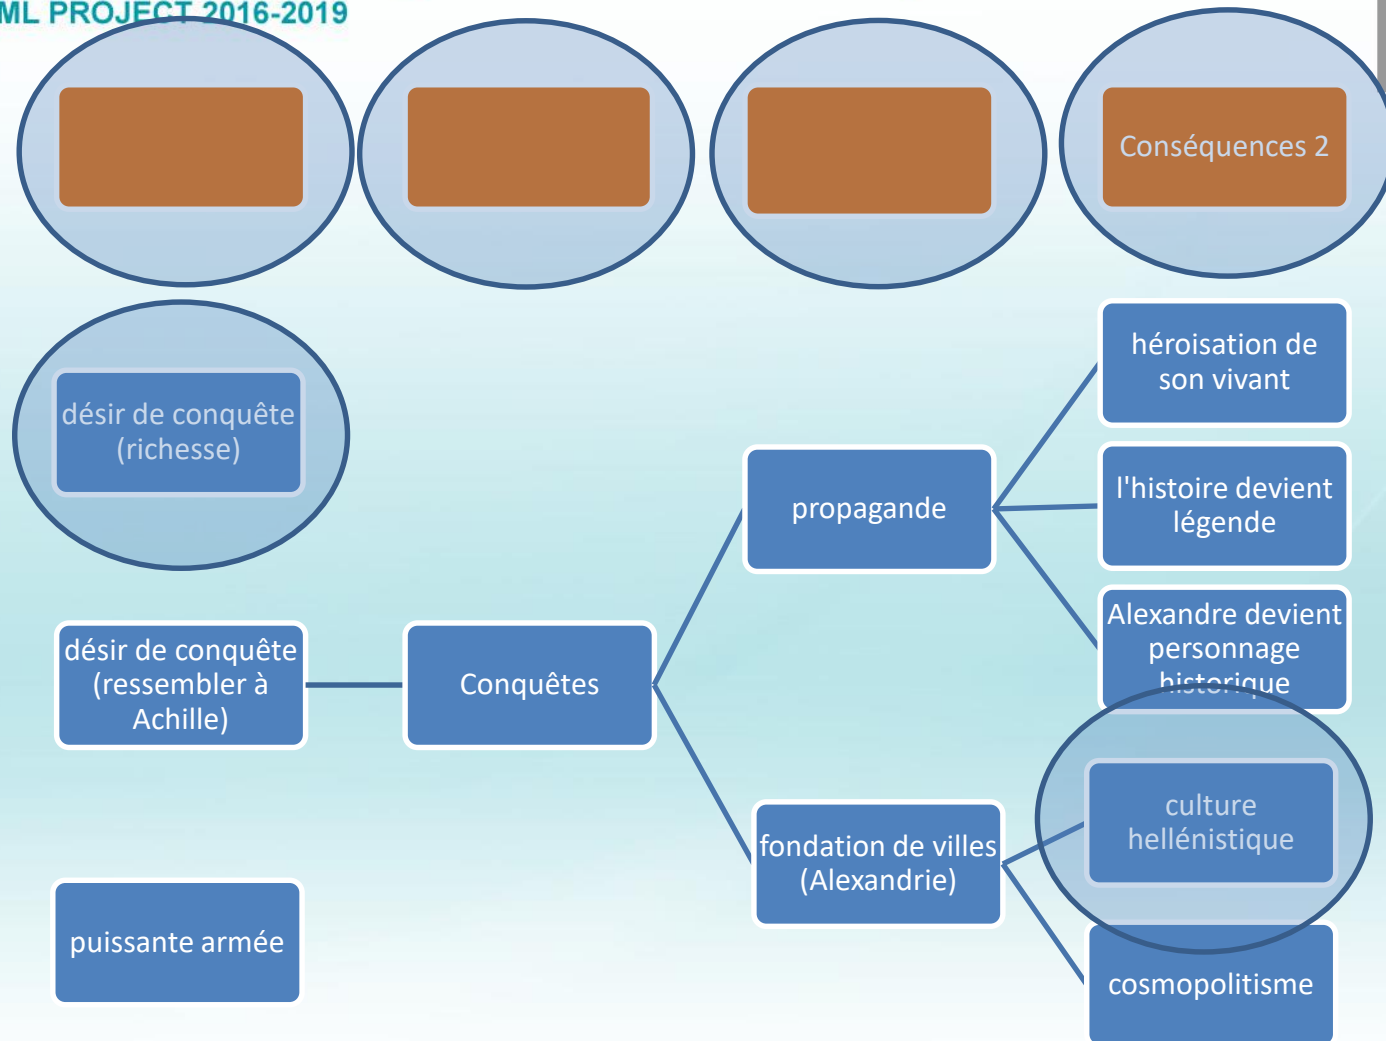 ML PROJECT 2016-2019
Conséquences 2
héroisation de
son vivant
désir de conquête
(richesse)
l'histoire devient
légende
propagande
Alexandre devient
personnage
historique
désir de conquête
(ressembler à
Achille)
Conquêtes
culture
hellénistique
fondation de villes
(Alexandrie)
puissante armée
cosmopolitisme